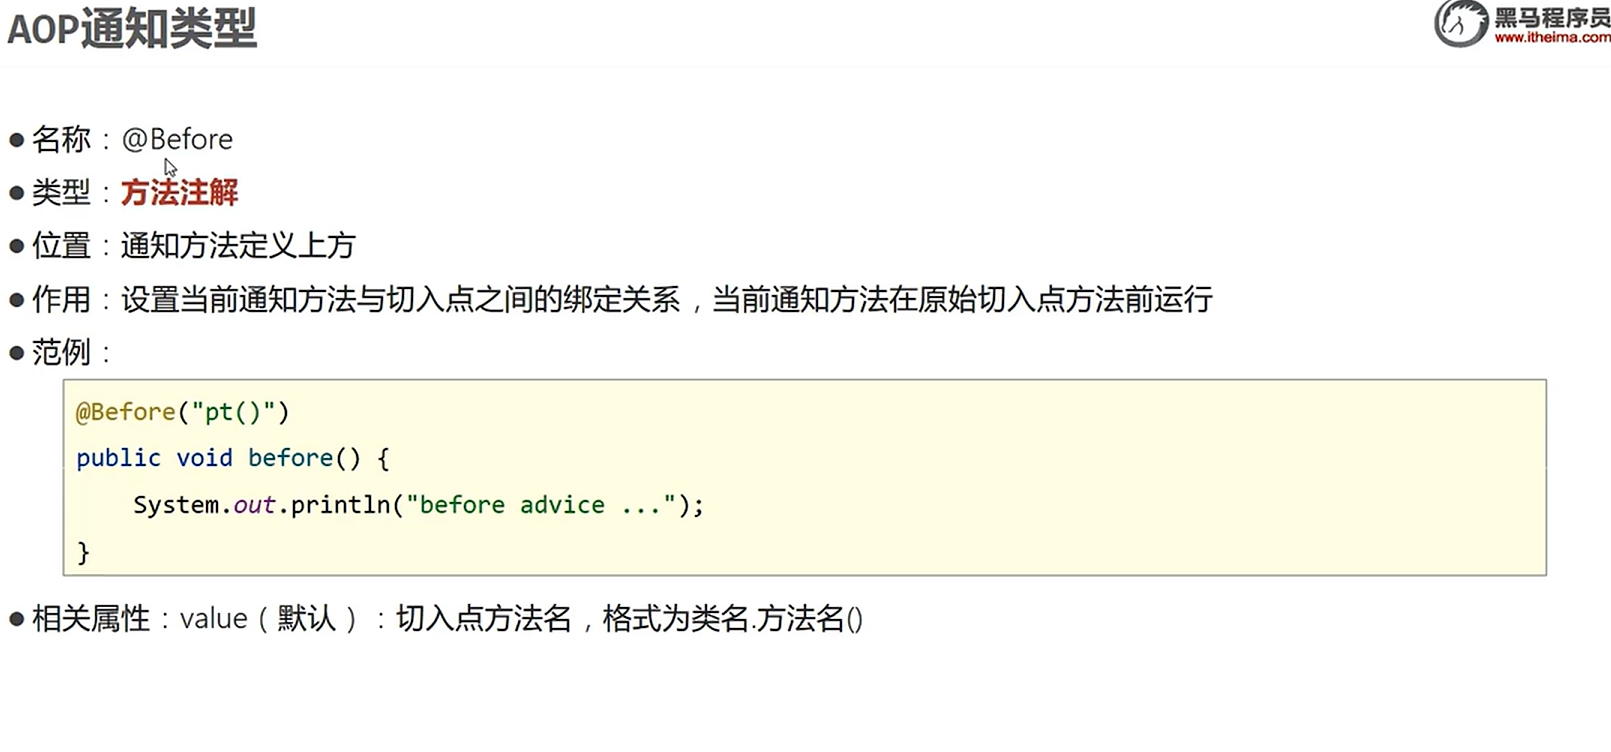 AOP通知类型
黑马程序员
www.itheima.com
● 名称：@Before
● 类型：方法注解
● 位置：通知方法定义上方
● 作用：设置当前通知方法与切入点之间的绑定关系，当前通知方法在原始切入点方法前运行
● 范例：
@Before("pt()")
public void before() {
    System.out.println("before advice ...");
}
● 相关属性：value（默认）：切入点方法名，格式为类名.方法名()